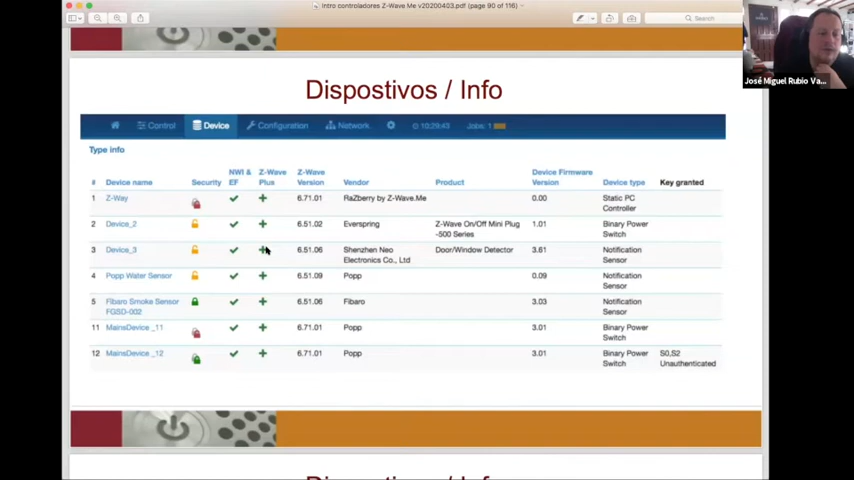 Intro controladores Z-Wave Me v20200403.pdf (page 90 of 116)
Search
José Miguel Rubio Va...
Dispostivos / Info
Control Device Configuration Network 10:29:43 Jobs: 1
Type info
# Device name Security NWI & EF Z-Wave Plus Z-Wave Version Vendor Product Device Firmware Version Device type Key granted
1 Z-Way 6.71.01 RaZberry by Z-Wave.Me 0.00 Static PC Controller
2 Device_2 6.51.02 Everspring Z-Wave On/Off Mini Plug -500 Series 1.01 Binary Power Switch
3 Device_3 6.51.06 Shenzhen Neo Electronics Co., Ltd Door/Window Detector 3.61 Notification Sensor
4 Popp Water Sensor 6.51.09 Popp 0.09 Notification Sensor
5 Fibaro Smoke Sensor FGSD-002 6.51.06 Fibaro 3.03 Notification Sensor
11 MainsDevice _11 6.71.01 Popp 3.01 Binary Power Switch
12 MainsDevice _12 6.71.01 Popp 3.01 Binary Power Switch S0,S2 Unauthenticated